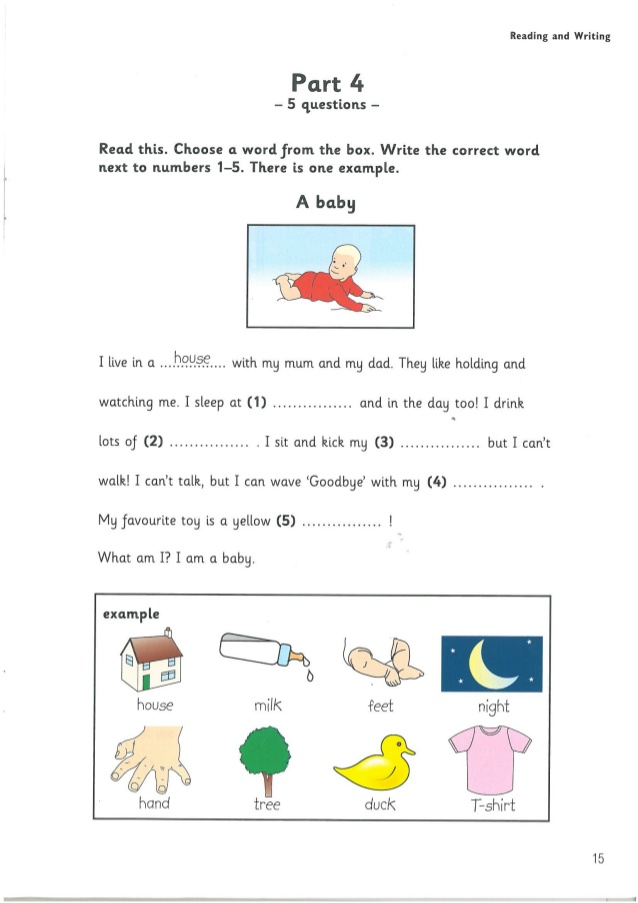 Reading and Writing
Part 4
– 5 questions –
Read this. Choose a word from the box. Write the correct word
next to numbers 1–5. There is one example.
A baby
I live in a ...house... with my mum and my dad. They like holding and
watching me. I sleep at (1) ................ and in the day too! I drink
lots of (2) ................ . I sit and kick my (3) ................ but I can't
walk! I can't talk, but I can wave 'Goodbye' with my (4) ................ .
My favourite toy is a yellow (5) ................ !
What am I? I am a baby.
example
house milk feet night
hand tree duck T-shirt
15